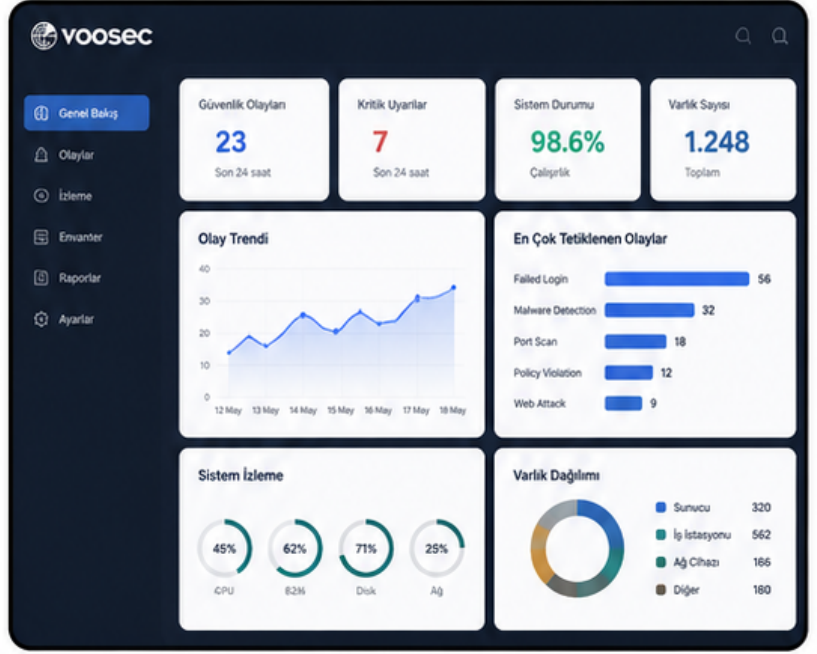 voosec
Genel Bakış
Olaylar
İzleme
Envanter
Raporlar
Ayarlar
Güvenlik Olayları
23
Son 24 saat
Kritik Uyarılar
7
Son 24 saat
Sistem Durumu
98.6%
Çalışırlık
Varlık Sayısı
1.248
Toplam
Olay Trendi
40
30
20
10
0
12 May 13 May 14 May 15 May 16 May 17 May 18 May
En Çok Tetiklenen Olaylar
Failed Login 56
Malware Detection 32
Port Scan 18
Policy Violation 12
Web Attack 9
Sistem İzleme
45% 62% 71% 25%
CPU Disk Ağ
Varlık Dağılımı
Sunucu 320
İş İstasyonu 562
Ağ Cihazı 166
Diğer 180